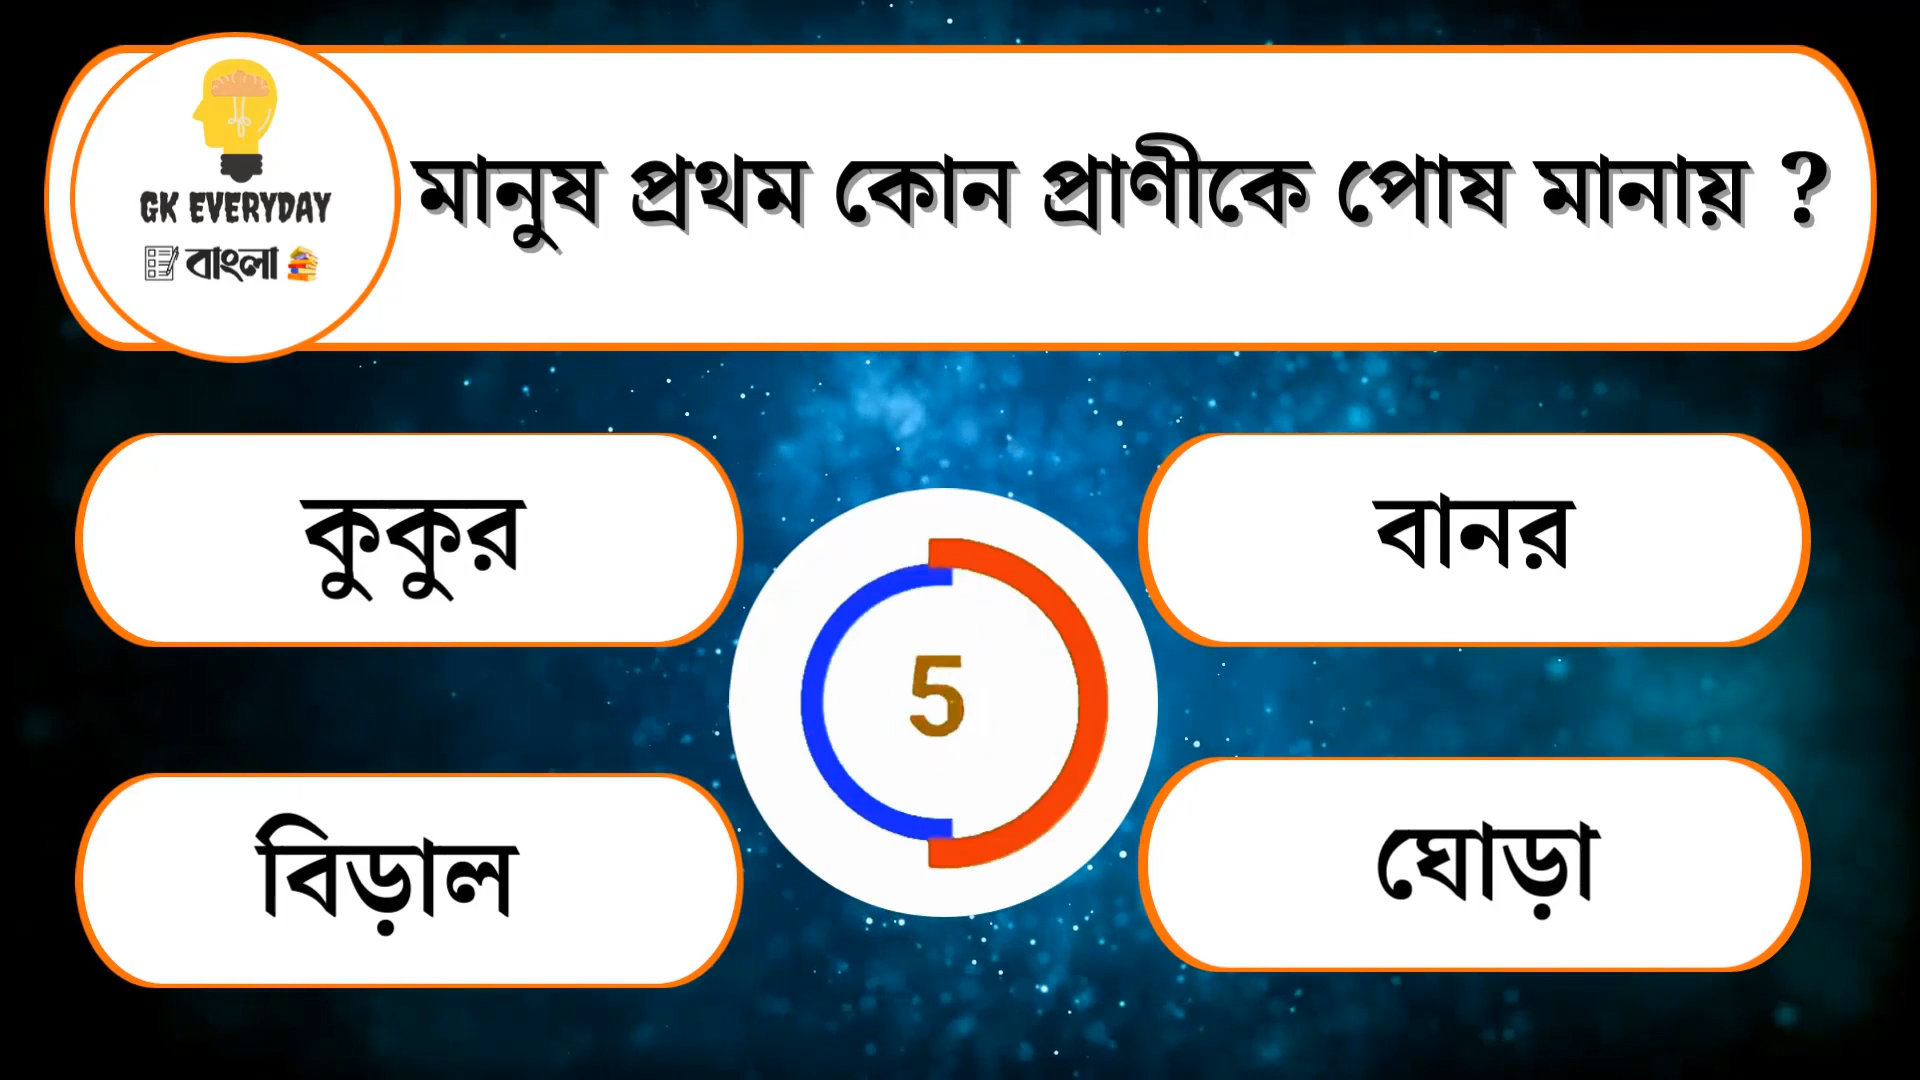 GK EVERYDAY
বাংলা
মানুষ প্রথম কোন প্রাণীকে পোষ মানায় ?
কুকুর
বানর
5
বিড়াল
ঘোড়া